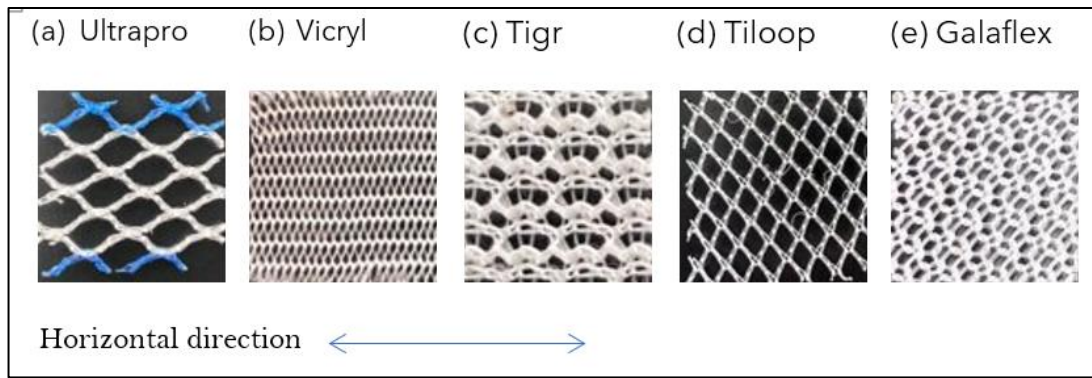 (a) Ultrapro (b) Vicryl (c) Tigr (d) Tiloop (e) Galaflex
Horizontal direction